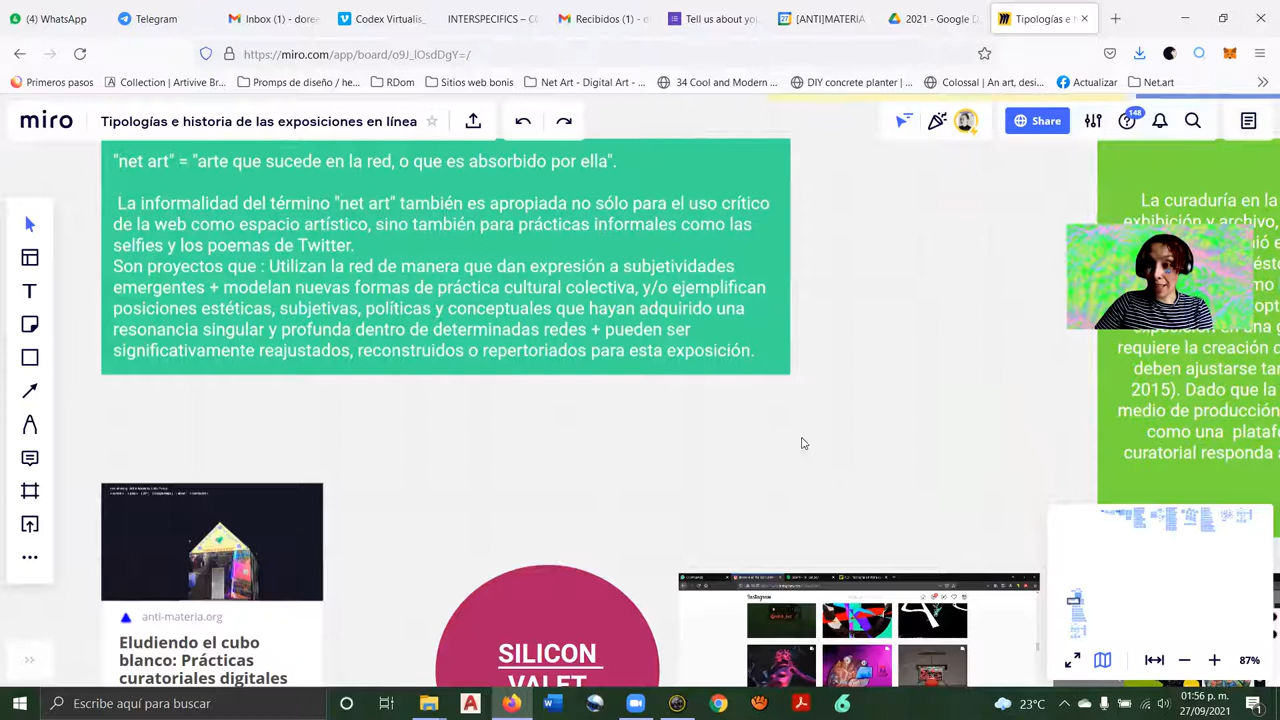 (4) WhatsApp
Telegram
Inbox (1) -
Codex Virtualis_
INTERSPECIFICS – C
Recibidos (1) -
Tell us about you
[ANTI]MATERIA
2021 - Google D
Tipologías e h
https://miro.com/app/board/o9J_lOsdDgY=/
Primeros pasos
Collection | Artivive Br...
Promps de diseño / he...
RDom
Sitios web bonis
Net Art - Digital Art - ...
34 Cool and Modern ...
DIY concrete planter | ...
Colossal | An art, desi...
Actualizar
Net.art
miro
Tipologías e historia de las exposiciones en línea
Share
148
"net art" = "arte que sucede en la red, o que es absorbido por ella".
La informalidad del término "net art" también es apropiada no sólo para el uso crítico
de la web como espacio artístico, sino también para prácticas informales como las
selfies y los poemas de Twitter.
Son proyectos que : Utilizan la red de manera que dan expresión a subjetividades
emergentes + modelan nuevas formas de práctica cultural colectiva, y/o ejemplifican
posiciones estéticas, subjetivas, políticas y conceptuales que hayan adquirido una
resonancia singular y profunda dentro de determinadas redes + pueden ser
significativamente reajustados, reconstruidos o repertoriados para esta exposición.
La curaduría en la
exhibición y archivo,
requiere la creación d
deben ajustarse ta
2015). Dado que la
medio de producción
como una platafo
curatorial responda a
anti-materia.org
Eludiendo el cubo
blanco: Prácticas
curatoriales digitales
SILICON
VALET
Instagram
87%
Escribe aquí para buscar
23°C
01:56 p. m.
27/09/2021